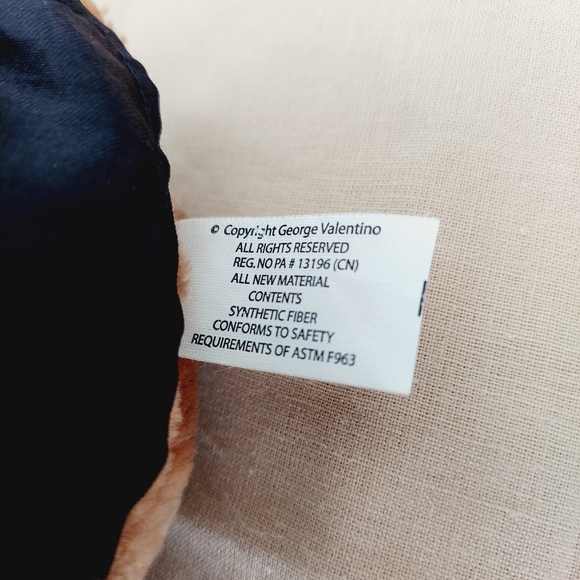 © Copyright George Valentino
ALL RIGHTS RESERVED
REG. NO PA # 13196 (CN)
ALL NEW MATERIAL
CONTENTS
SYNTHETIC FIBER
CONFORMS TO SAFETY
REQUIREMENTS OF ASTM F963